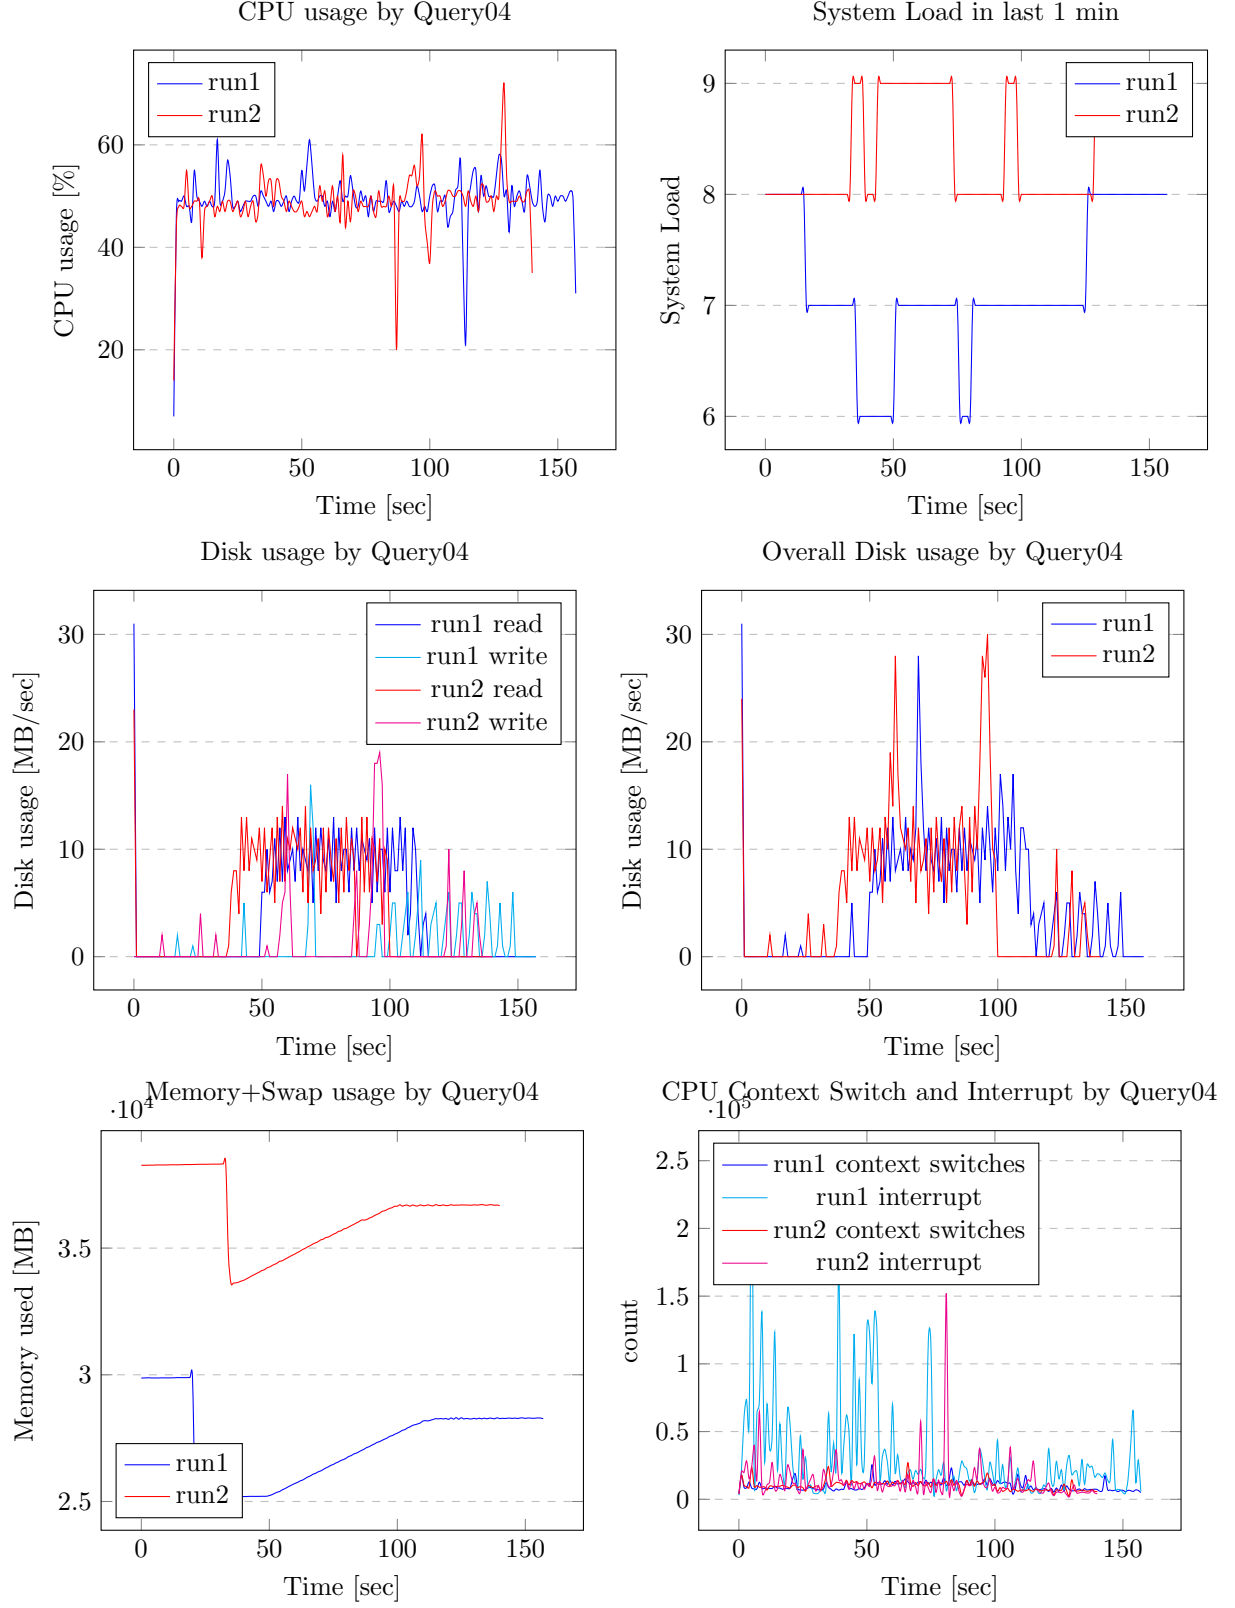 CPU usage by Query04
CPU usage [%]
60
40
20
run1
run2
0 50 100 150
Time [sec]
System Load in last 1 min
System Load
9
8
7
6
run1
run2
0 50 100 150
Time [sec]
Disk usage by Query04
Disk usage [MB/sec]
30
20
10
0
run1 read
run1 write
run2 read
run2 write
0 50 100 150
Time [sec]
Overall Disk usage by Query04
Disk usage [MB/sec]
30
20
10
0
run1
run2
0 50 100 150
Time [sec]
Memory+Swap usage by Query04
·10⁴
Memory used [MB]
3.5
3
2.5
run1
run2
0 50 100 150
Time [sec]
CPU Context Switch and Interrupt by Query04
·10⁵
count
2.5
2
1.5
1
0.5
0
run1 context switches
run1 interrupt
run2 context switches
run2 interrupt
0 50 100 150
Time [sec]